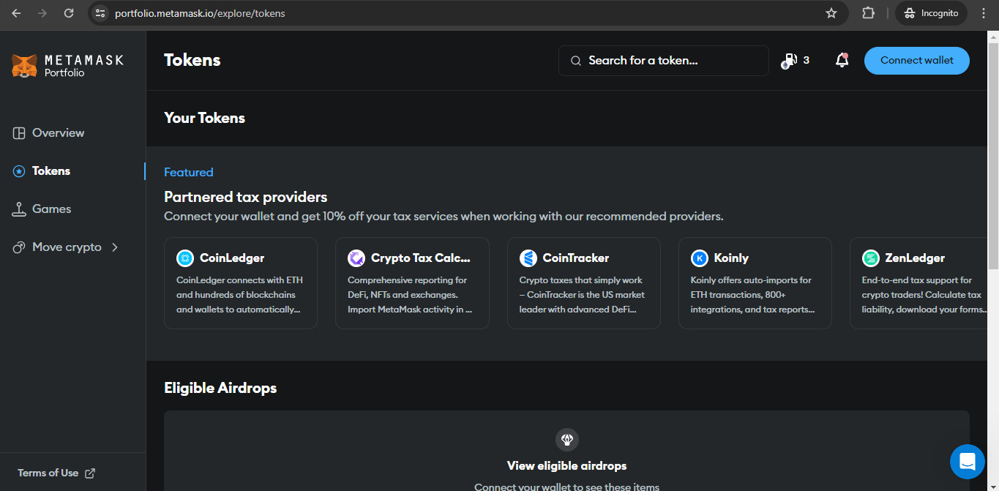 portfolio.metamask.io/explore/tokens
Incognito
METAMASK
Portfolio
Tokens
Search for a token...
3
Connect wallet
Overview
Tokens
Games
Move crypto
Your Tokens
Featured
Partnered tax providers
Connect your wallet and get 10% off your tax services when working with our recommended providers.
CoinLedger
CoinLedger connects with ETH
and hundreds of blockchains
and wallets to automatically...
Crypto Tax Calc...
Comprehensive reporting for
DeFi, NFTs and exchanges.
Import MetaMask activity in ...
CoinTracker
Crypto taxes that simply work
– CoinTracker is the US market
leader with advanced DeFi...
K
Koinly
Koinly offers auto-imports for
ETH transactions, 800+
integrations, and tax reports...
ZenLedger
End-to-end tax support for
crypto traders! Calculate tax
liability, download your forms...
Eligible Airdrops
View eligible airdrops
Connect your wallet to see these items
Terms of Use